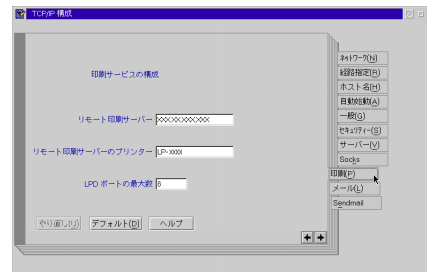 TCP/IP 構成
印刷サービスの構成
リモート印刷サーバー XXXXXXXXXXX
リモート印刷サーバーのプリンター LP-XXXX
LPD ポートの最大数 8
やり直し(U) デフォルト(D) ヘルプ
ネットワーク(N)
経路指定(R)
ホスト名(H)
自動始動(A)
一般(G)
セキュリティー(S)
サーバー(V)
Socks
印刷(P)
メール(L)
Sendmail